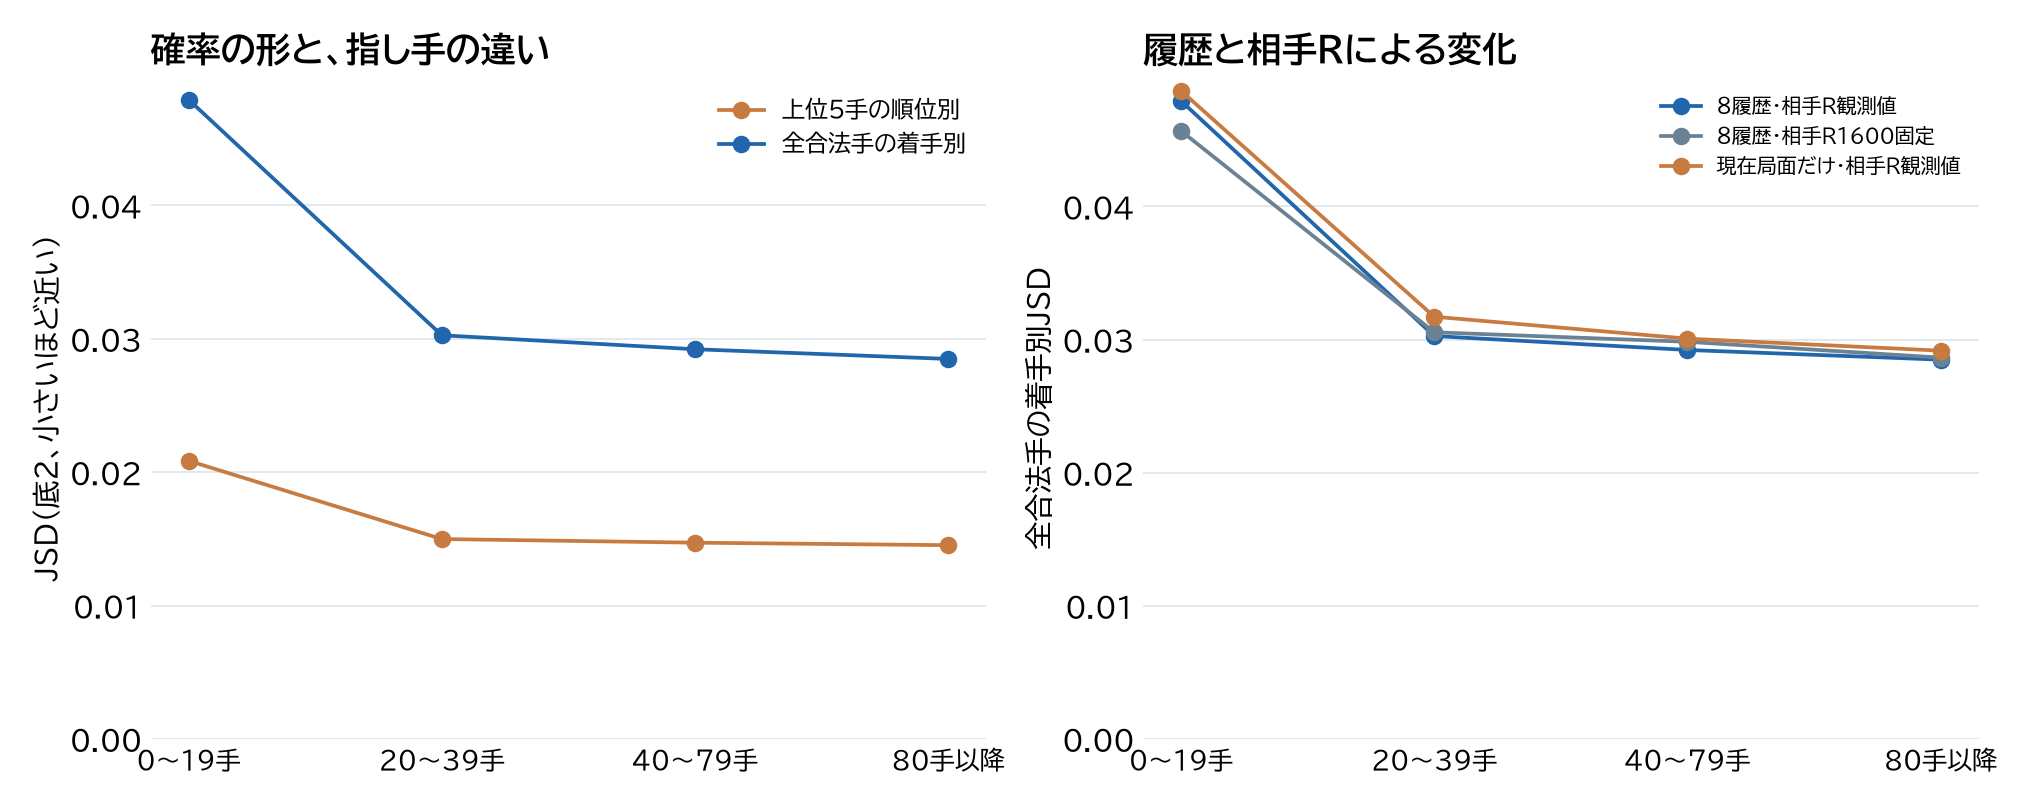 確率の形と、指し手の違い
上位5手の順位別
全合法手の着手別
JSD(底2、小さいほど近い)
0.04
0.03
0.02
0.01
0.00
0〜19手
20〜39手
40〜79手
80手以降
履歴と相手Rによる変化
8履歴・相手R観測値
8履歴・相手R1600固定
現在局面だけ・相手R観測値
全合法手の着手別JSD
0.04
0.03
0.02
0.01
0.00
0〜19手
20〜39手
40〜79手
80手以降